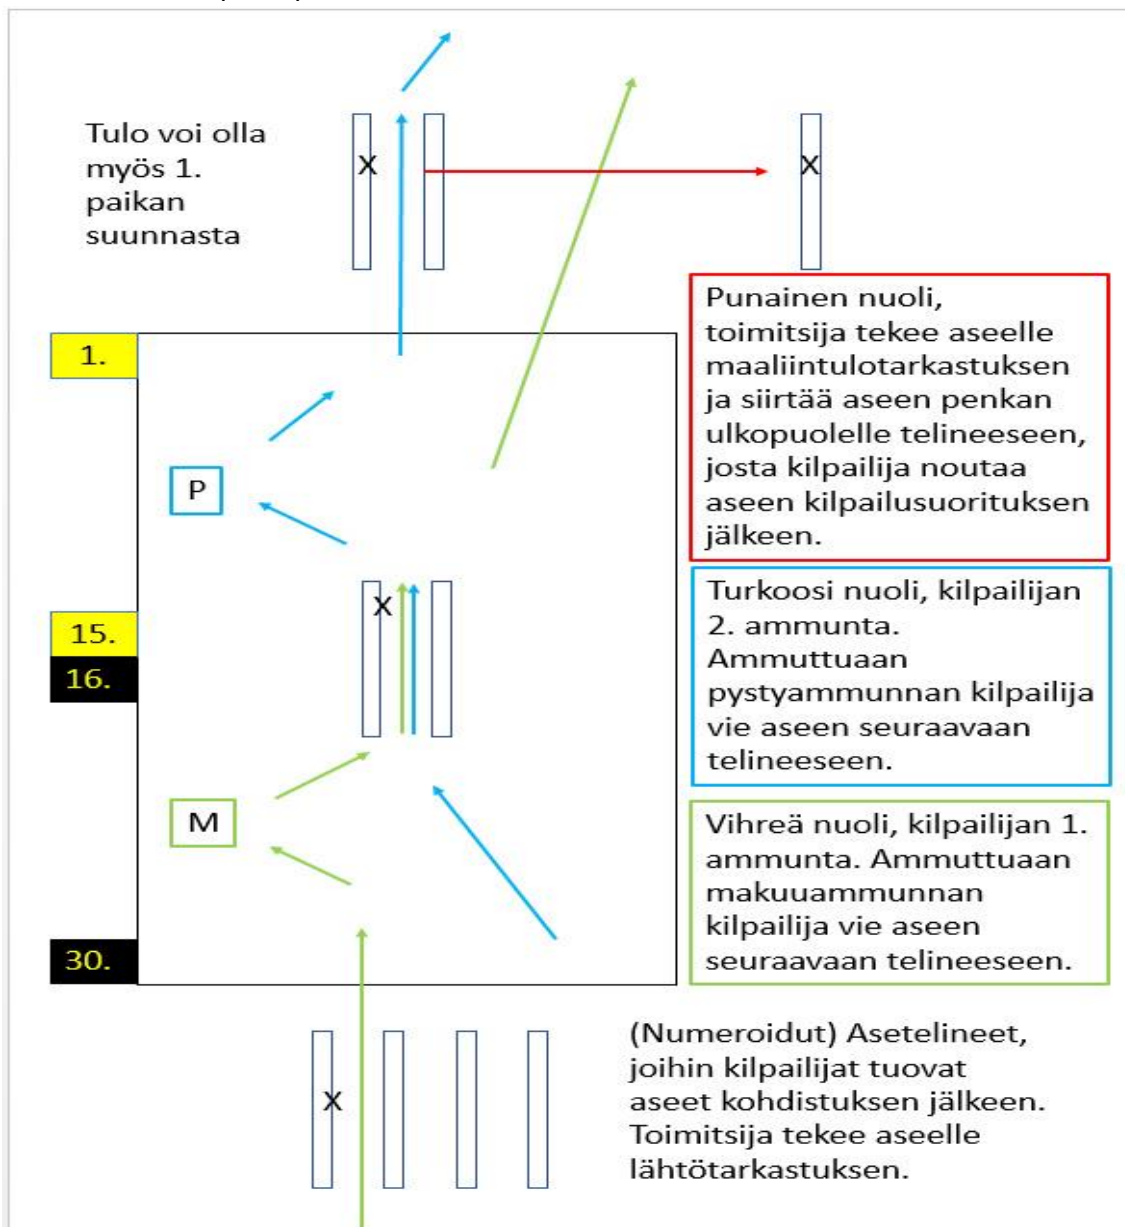 Tulo voi olla
myös 1.
paikan
suunnasta
X
X
1.
P
Punainen nuoli,
toimitsija tekee aseelle
maaliintulotarkastuksen
ja siirtää aseen penkan
ulkopuolelle telineeseen,
josta kilpailija noutaa
aseen kilpailusuorituksen
jälkeen.
X
15.
16.
Turkoosi nuoli, kilpailijan
2. ammunta.
Ammuttuaan
pystyammunnan kilpailija
vie aseen seuraavaan
telineeseen.
M
30.
Vihreä nuoli, kilpailijan 1.
ammunta. Ammuttuaan
makuuammunnan
kilpailija vie aseen
seuraavaan telineeseen.
X
(Numeroidut) Asetelineet,
joihin kilpailijat tuovat
aseet kohdistuksen jälkeen.
Toimitsija tekee aseelle
lähtötarkastuksen.